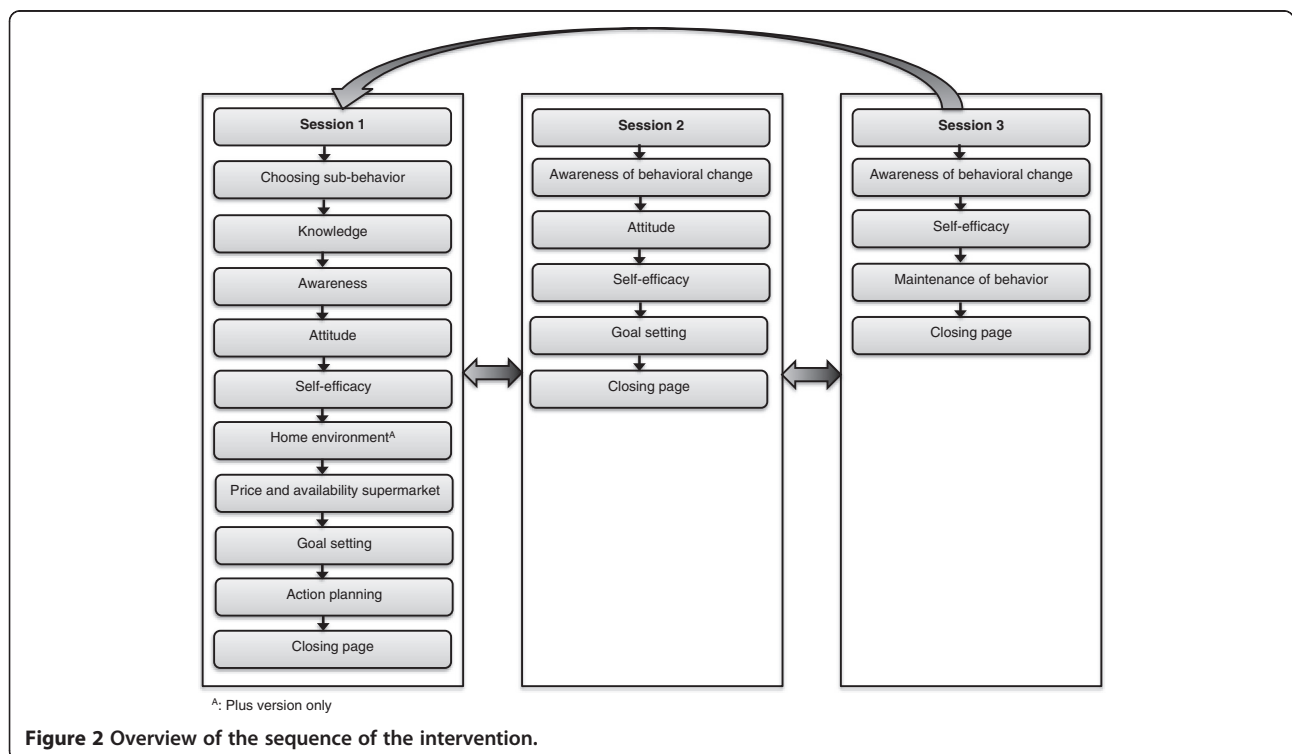 Session 1
Choosing sub-behavior
Knowledge
Awareness
Attitude
Self-efficacy
Home environmentA
Price and availability supermarket
Goal setting
Action planning
Closing page
Session 2
Awareness of behavioral change
Attitude
Self-efficacy
Goal setting
Closing page
Session 3
Awareness of behavioral change
Self-efficacy
Maintenance of behavior
Closing page
A: Plus version only
Figure 2 Overview of the sequence of the intervention.